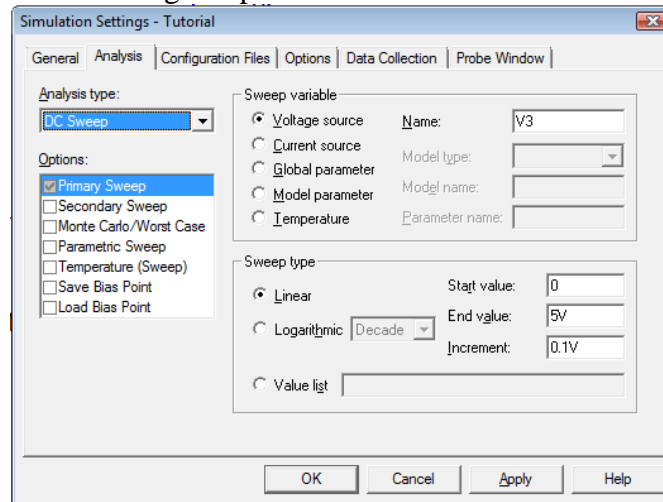 Simulation Settings - Tutorial
General Analysis Configuration Files Options Data Collection Probe Window
Analysis type:
DC Sweep
Options:
Primary Sweep
Secondary Sweep
Monte Carlo/Worst Case
Parametric Sweep
Temperature (Sweep)
Save Bias Point
Load Bias Point
Sweep variable
Voltage source Name: V3
Current source Model type:
Global parameter
Model parameter Model name:
Temperature Parameter name:
Sweep type
Linear Start value: 0
Logarithmic Decade End value: 5V
Increment: 0.1V
Value list
OK Cancel Apply Help